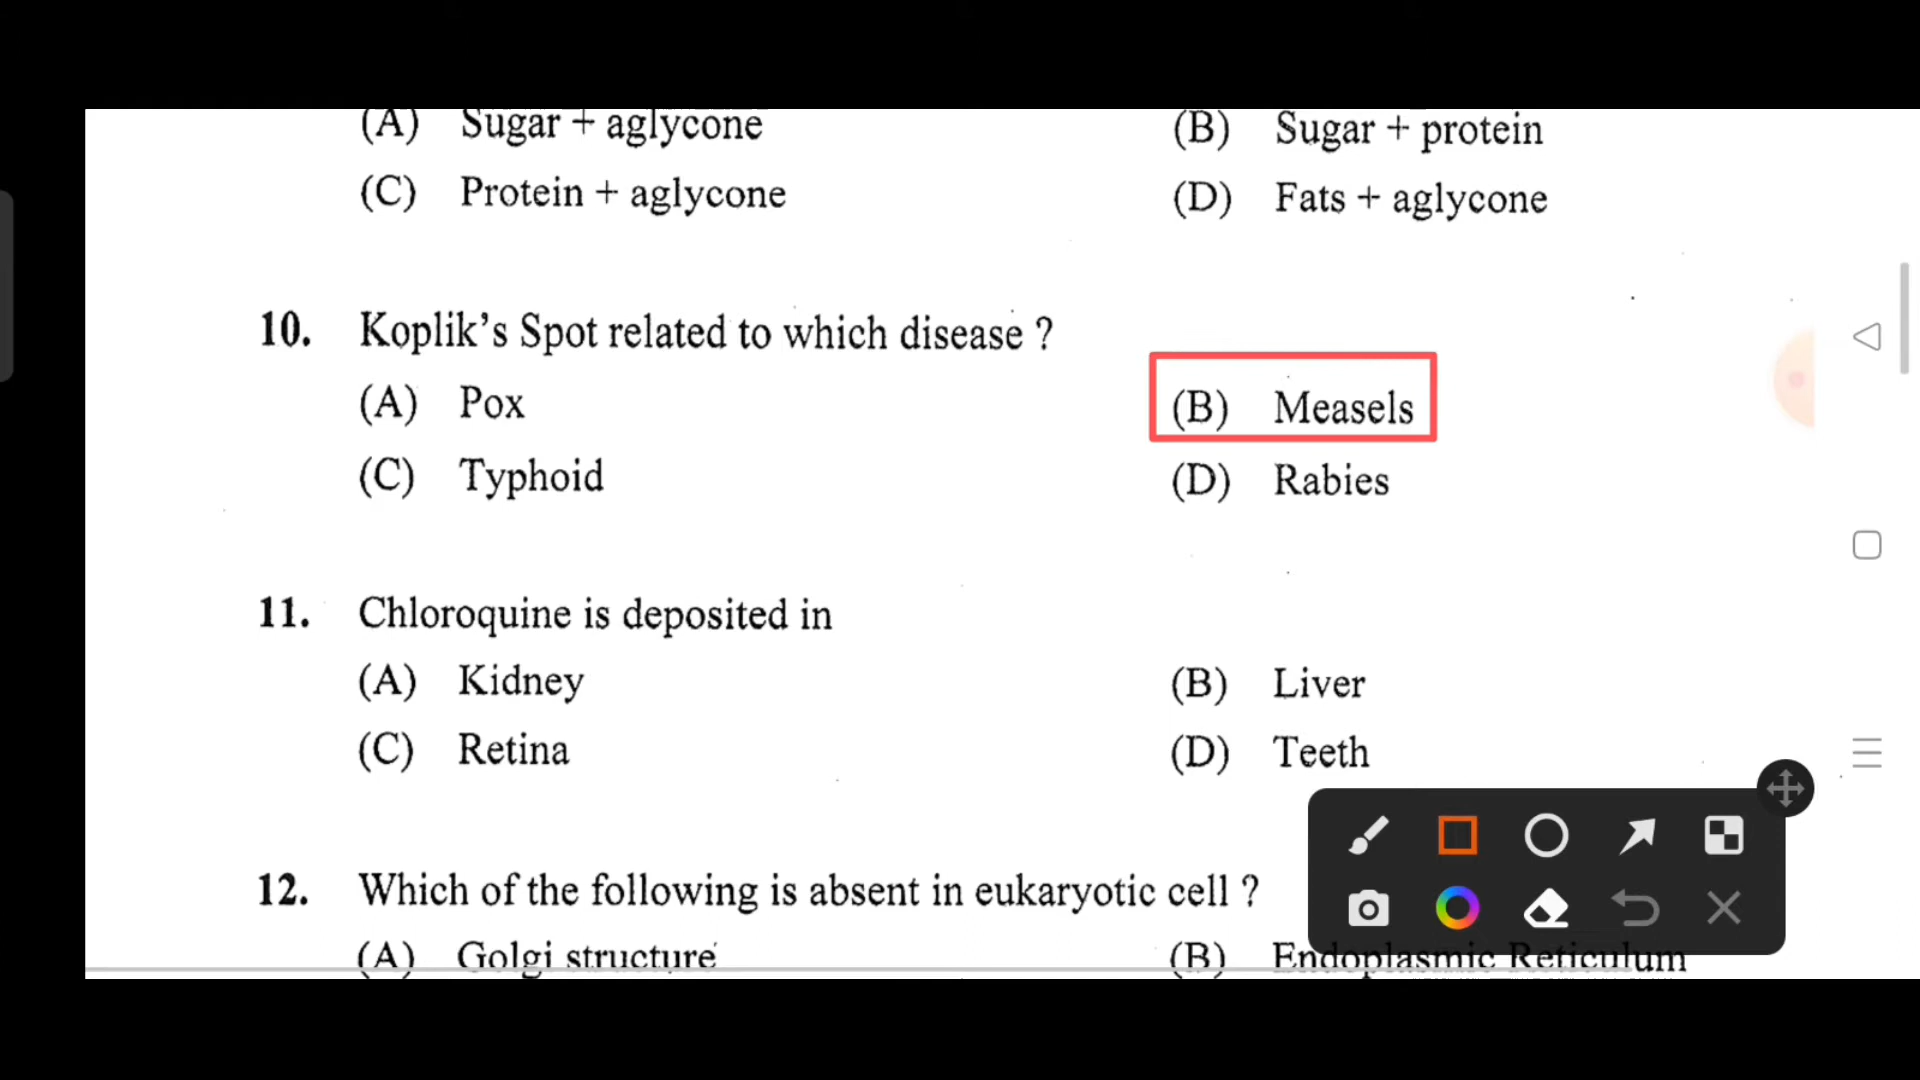 (A) Sugar + aglycone (B) Sugar + protein
(C) Protein + aglycone (D) Fats + aglycone
10. Koplik's Spot related to which disease ?
(A) Pox (B) Measels
(C) Typhoid (D) Rabies
11. Chloroquine is deposited in
(A) Kidney (B) Liver
(C) Retina (D) Teeth
12. Which of the following is absent in eukaryotic cell ?
(A) Golgi structure (B) Endoplasmic Reticulum